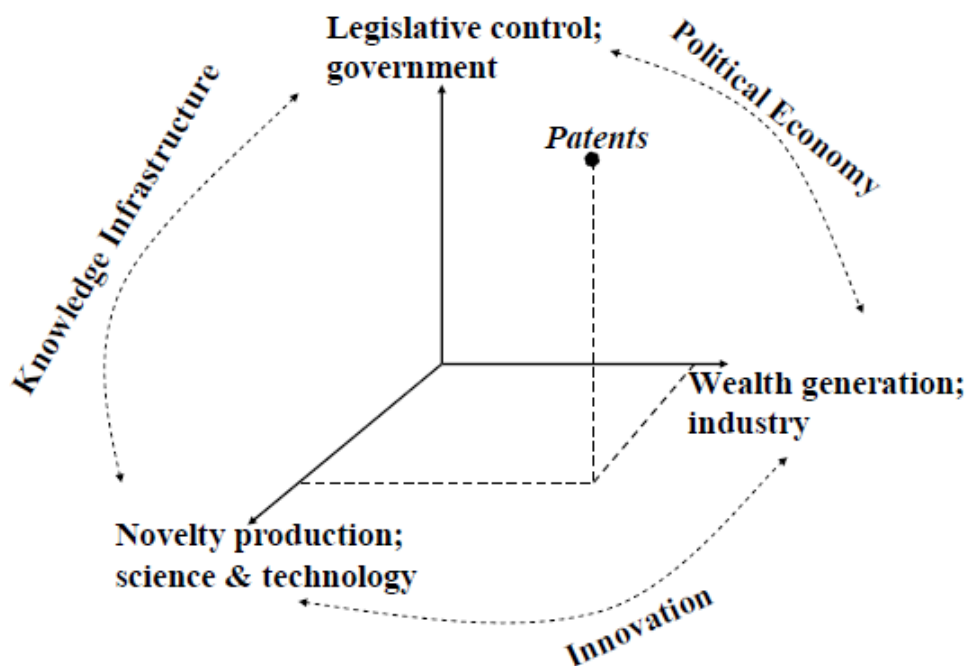 Legislative control;
government
Political Economy
Knowledge Infrastructure
Patents
Wealth generation;
industry
Novelty production;
science & technology
Innovation